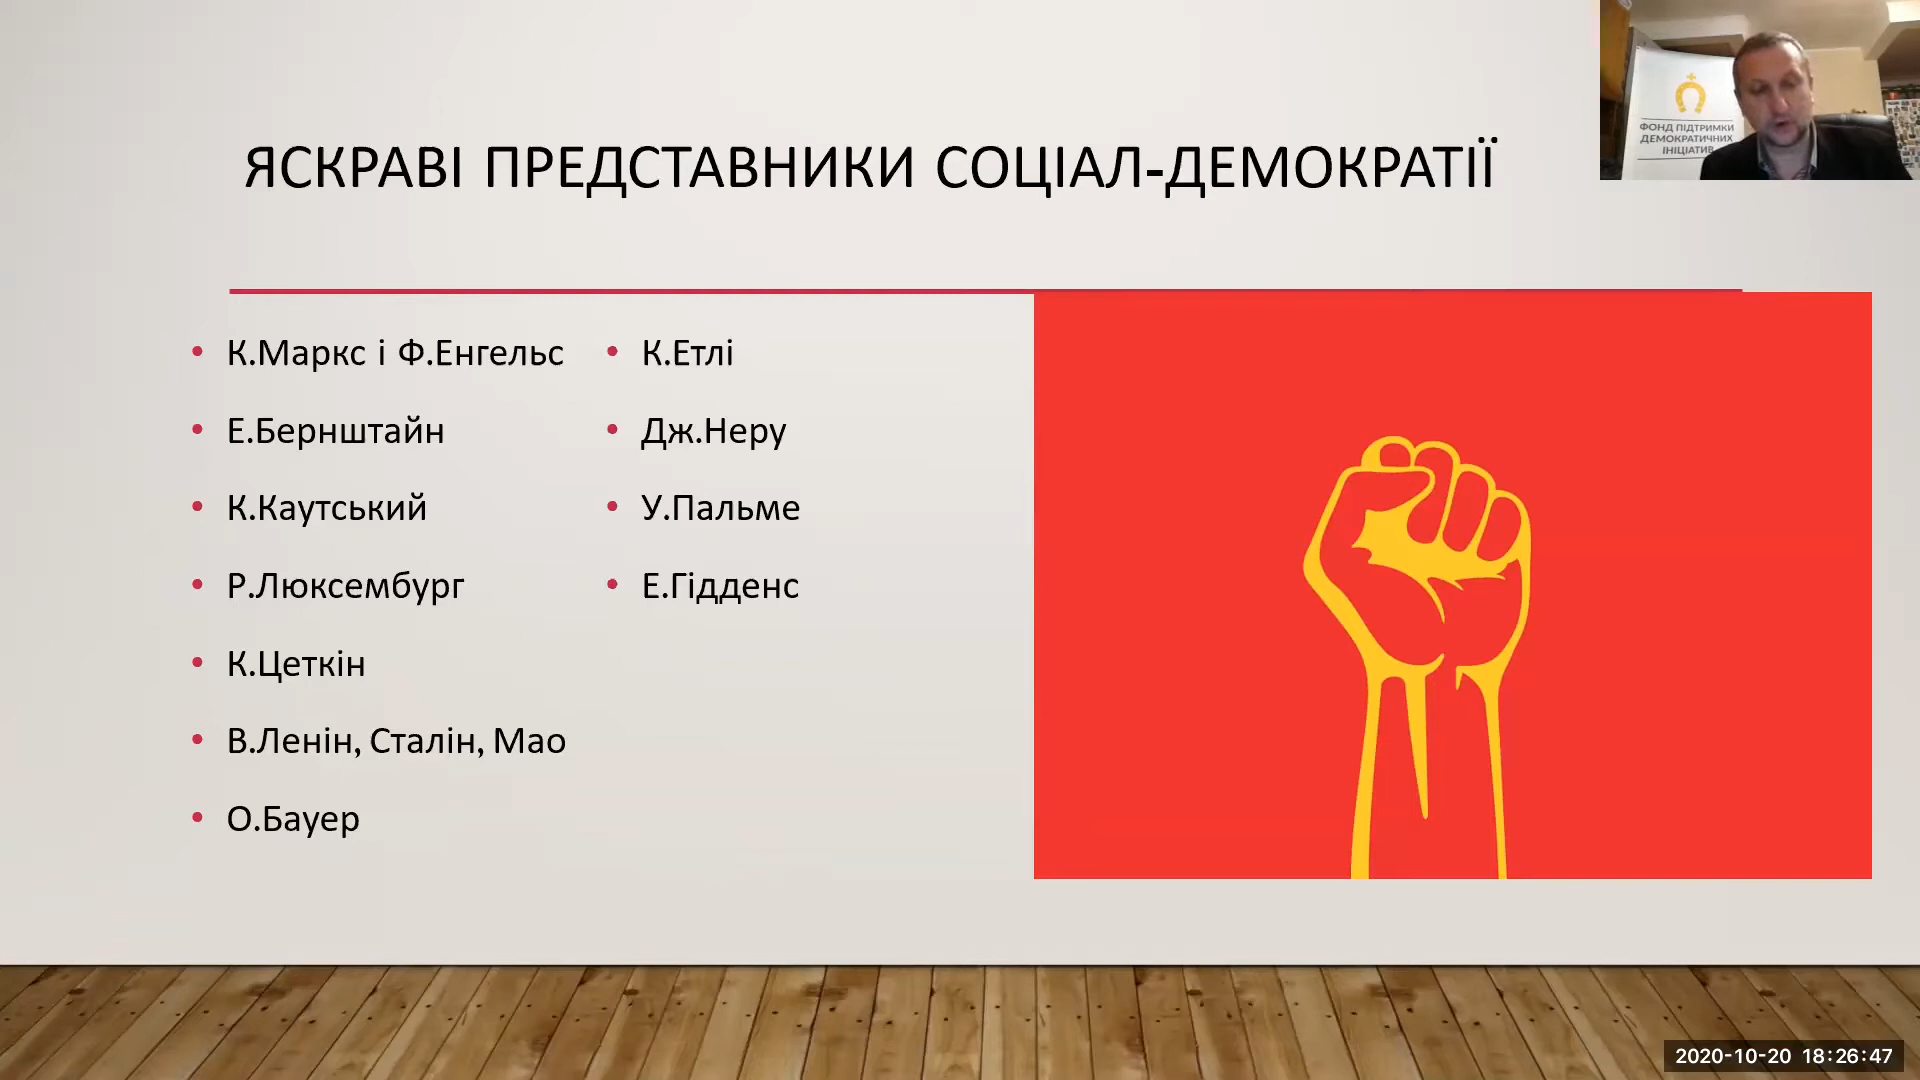 ЯСКРАВІ ПРЕДСТАВНИКИ СОЦІАЛ-ДЕМОКРАТІЇ
К.Маркс і Ф.Енгельс
Е.Бернштайн
К.Каутський
Р.Люксембург
К.Цеткін
В.Ленін, Сталін, Мао
О.Бауер
К.Етлі
Дж.Неру
У.Пальме
Е.Гідденс
ФОНД ПІДТРИМКИ
ДЕМОКРАТИЧНИХ
ІНІЦІАТИВ
2020-10-20 18:26:47